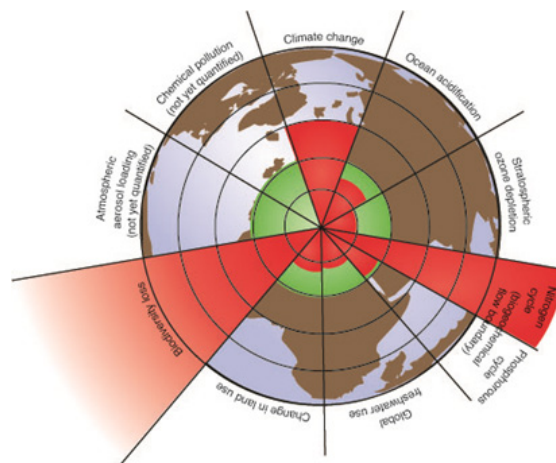 Climate change
Ocean acidification
Stratospheric
ozone depletion
Nitrogen
cycle
(biogeochemical
flow boundary)
Phosphorous
cycle
Global
freshwater use
Change in land use
Biodiversity loss
Atmospheric
aerosol loading
(not yet quantified)
Chemical pollution
(not yet quantified)